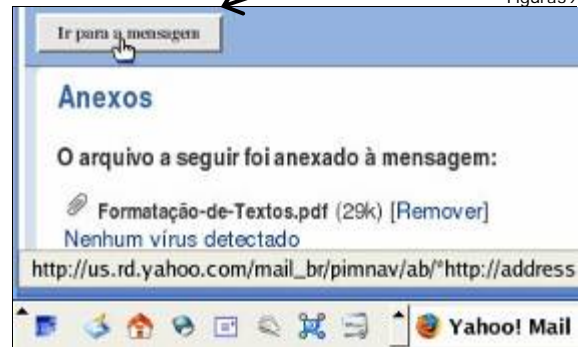 Ir para a mensagem
Anexos
O arquivo a seguir foi anexado à mensagem:
Formatação-de-Textos.pdf (29k) [Remover]
Nenhum vírus detectado
http://us.rd.yahoo.com/mail_br/pimnav/ab/*http://address
Yahoo! Mail